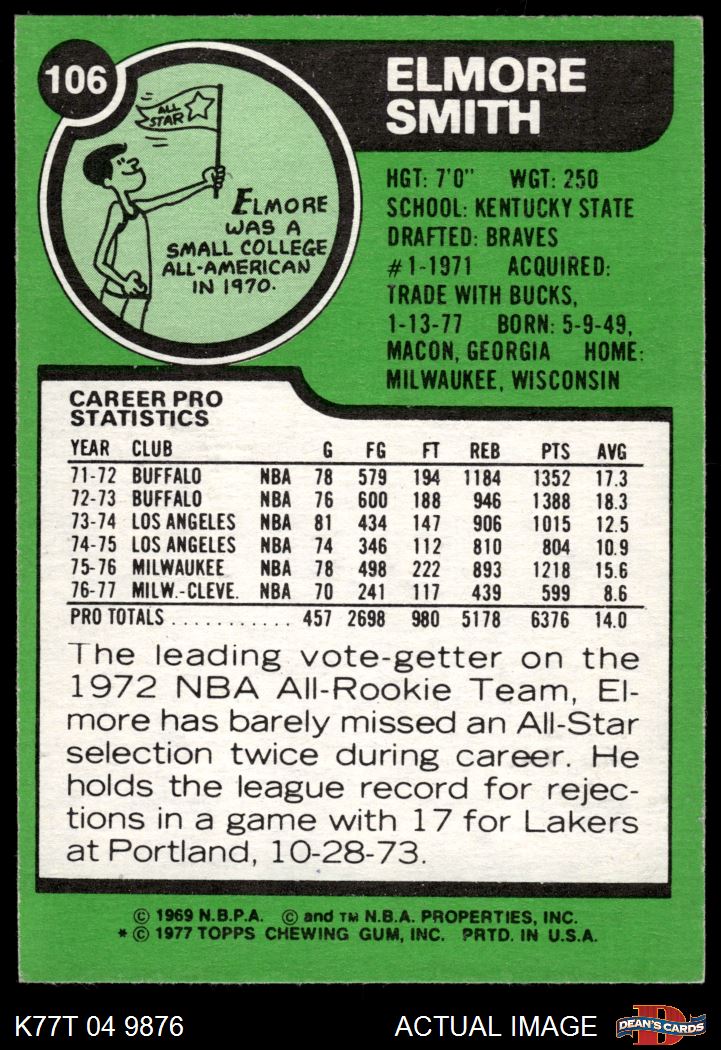 106
ELMORE
SMITH
ALL
STAR
ELMORE
WAS A
SMALL COLLEGE
ALL-AMERICAN
IN 1970.
HGT: 7'0" WGT: 250
SCHOOL: KENTUCKY STATE
DRAFTED: BRAVES
#1-1971 ACQUIRED:
TRADE WITH BUCKS,
1-13-77 BORN: 5-9-49,
MACON, GEORGIA HOME:
MILWAUKEE, WISCONSIN
CAREER PRO
STATISTICS
YEAR CLUB G FG FT REB PTS AVG
71-72 BUFFALO NBA 78 579 194 1184 1352 17.3
72-73 BUFFALO NBA 76 600 188 946 1388 18.3
73-74 LOS ANGELES NBA 81 434 147 906 1015 12.5
74-75 LOS ANGELES NBA 74 346 112 810 804 10.9
75-76 MILWAUKEE NBA 78 498 222 893 1218 15.6
76-77 MILW.-CLEVE. NBA 70 241 117 439 599 8.6
PRO TOTALS . . . . . . . . . . . 457 2698 980 5178 6376 14.0
The leading vote-getter on the
1972 NBA All-Rookie Team, El-
more has barely missed an All-Star
selection twice during career. He
holds the league record for rejec-
tions in a game with 17 for Lakers
at Portland, 10-28-73.
© 1969 N.B.P.A. © and TM N.B.A. PROPERTIES, INC.
* © 1977 TOPPS CHEWING GUM, INC. PRTD. IN U.S.A.
K77T 04 9876
ACTUAL IMAGE
D
DEAN'S CARDS